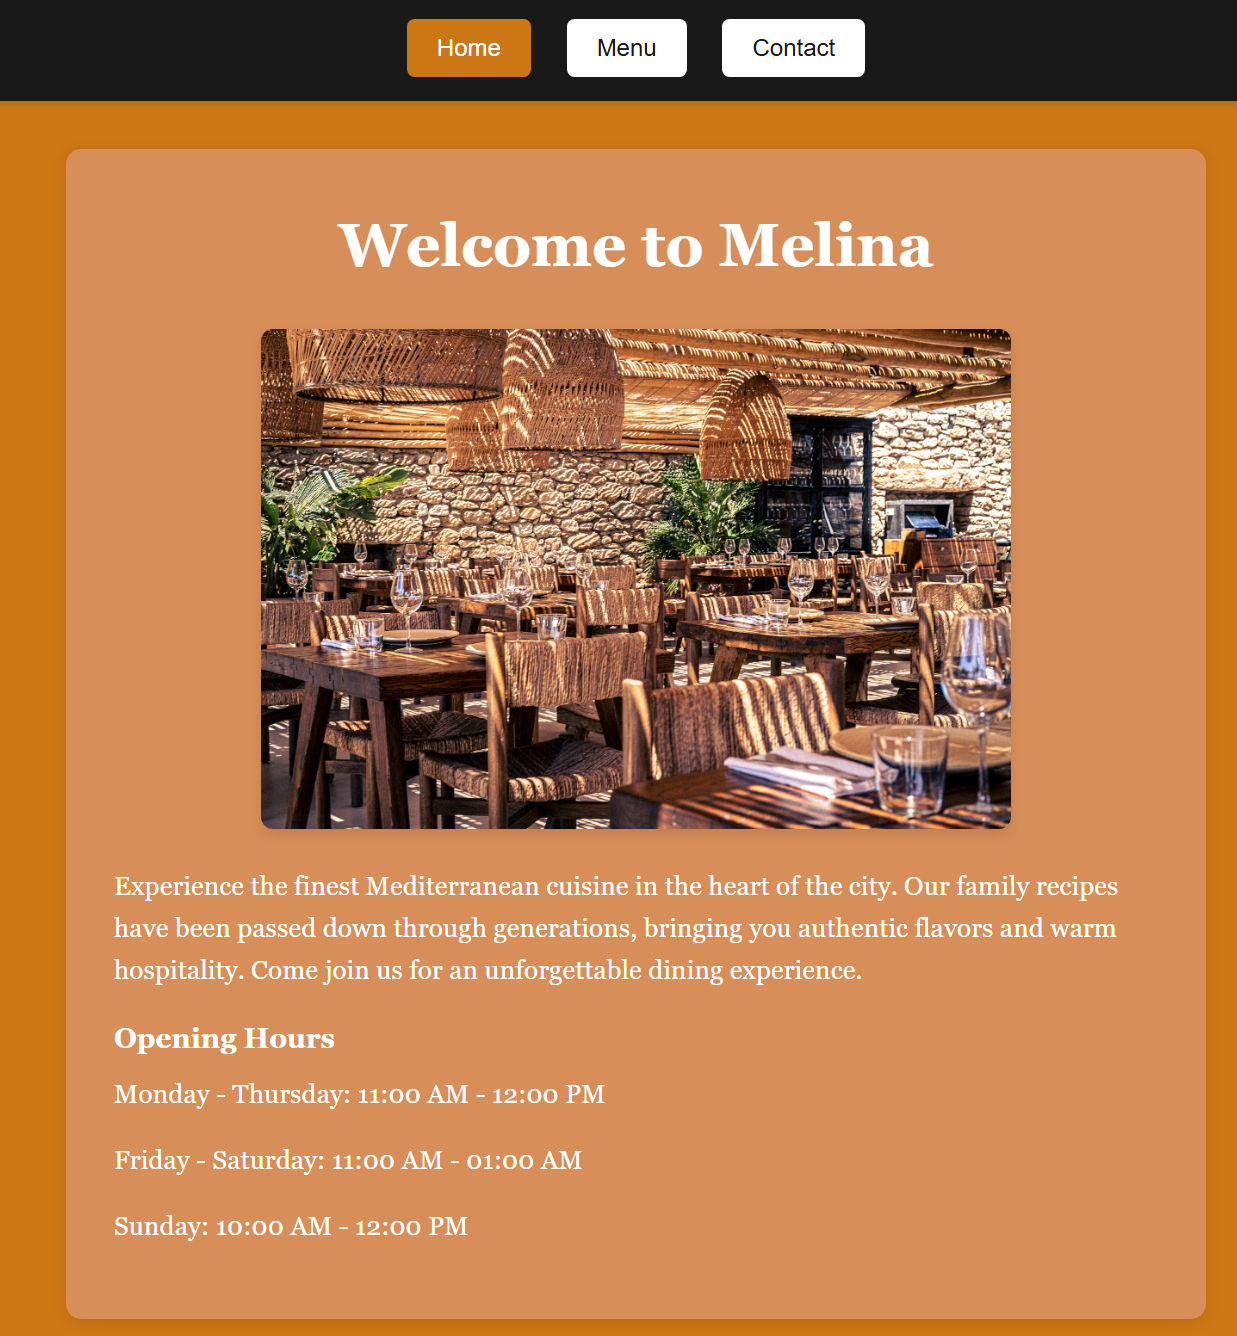 Home Menu Contact
Welcome to Melina
Experience the finest Mediterranean cuisine in the heart of the city. Our family recipes
have been passed down through generations, bringing you authentic flavors and warm
hospitality. Come join us for an unforgettable dining experience.
Opening Hours
Monday - Thursday: 11:00 AM - 12:00 PM
Friday - Saturday: 11:00 AM - 01:00 AM
Sunday: 10:00 AM - 12:00 PM